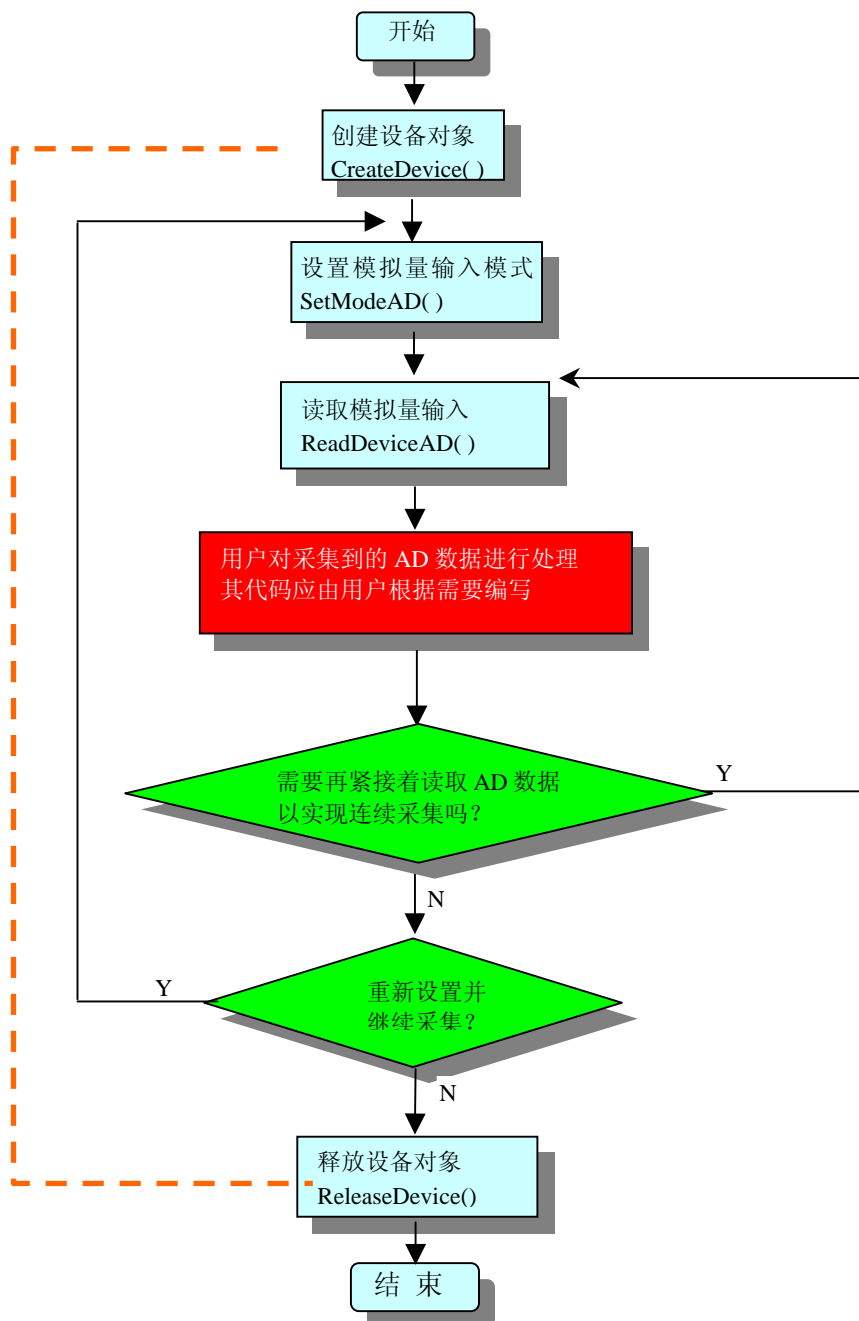 开始
创建设备对象
CreateDevice( )
设置模拟量输入模式
SetModeAD( )
读取模拟量输入
ReadDeviceAD( )
用户对采集到的 AD 数据进行处理
其代码应由用户根据需要编写
需要再紧接着读取 AD 数据
以实现连续采集吗?
Y
N
重新设置并
继续采集?
Y
N
释放设备对象
ReleaseDevice()
结 束